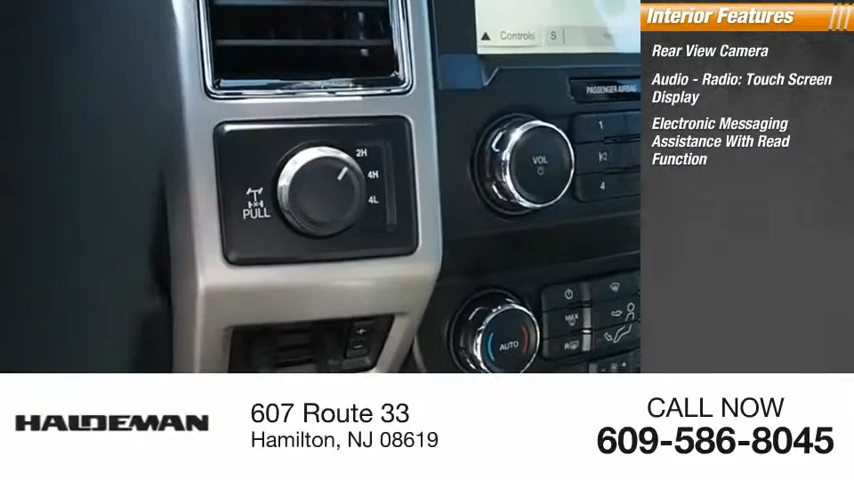 Controls
S
PASSENGER AIRBAG
2H
4H
4L
PULL
VOL
1
4
AUTO
MAX
R
+
-
Interior Features
Rear View Camera
Audio - Radio: Touch Screen
Display
Electronic Messaging
Assistance With Read
Function
HALDEMAN
607 Route 33
Hamilton, NJ 08619
CALL NOW
609-586-8045